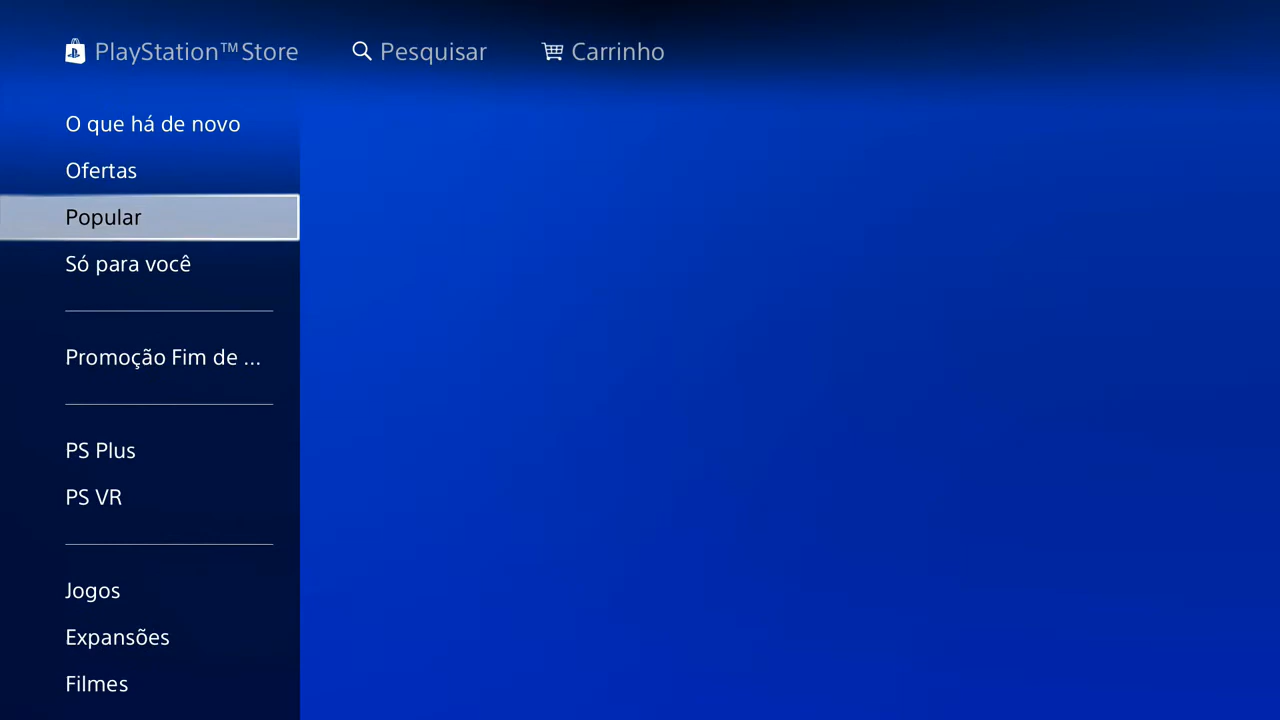 PlayStation™Store Pesquisar Carrinho
O que há de novo
Ofertas
Popular
Só para você
Promoção Fim de ...
PS Plus
PS VR
Jogos
Expansões
Filmes